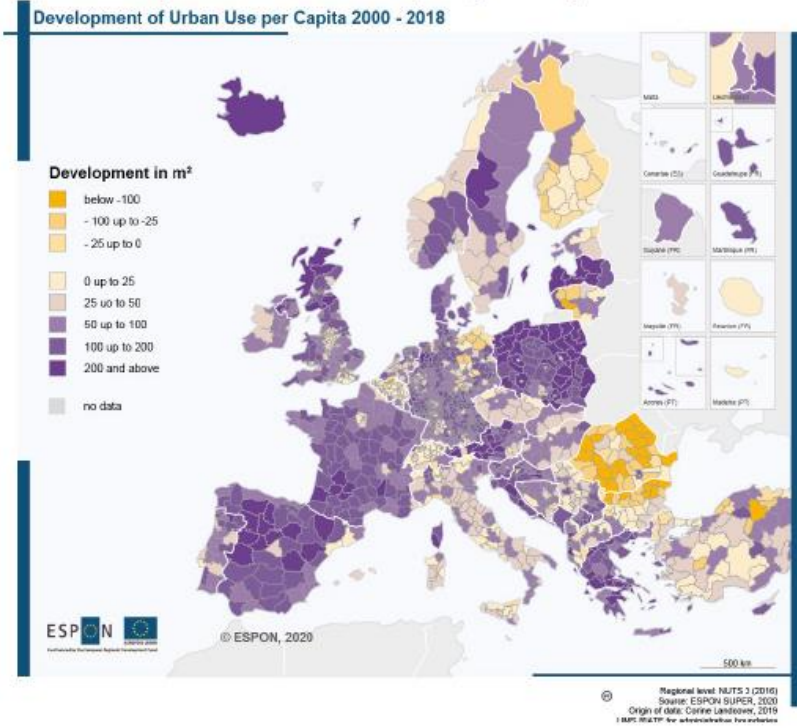 Development of Urban Use per Capita 2000 - 2018
Development in m²
below -100
- 100 up to -25
- 25 up to 0
0 up to 25
25 uo to 50
50 up to 100
100 up to 200
200 and above
no data
Malta
Canarias (ES)
Guadeloupe (FR)
Guyane (FR)
Martinique (FR)
Mayotte (FR)
Reunion (FR)
Azores (PT)
Madeira (PT)
ESPON
© ESPON, 2020
500 km
Regional level: NUTS 3 (2016)
Source: ESPON SUPER, 2020
Origin of data: Corine Landcover, 2019
for administrative boundaries